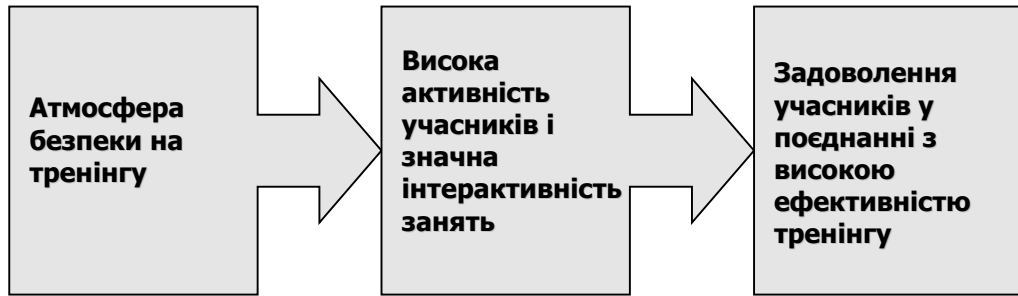 Атмосфера
безпеки на
тренінгу
Висока
активність
учасників і
значна
інтерактивність
занять
Задоволення
учасників у
поєднанні з
високою
ефективністю
тренінгу